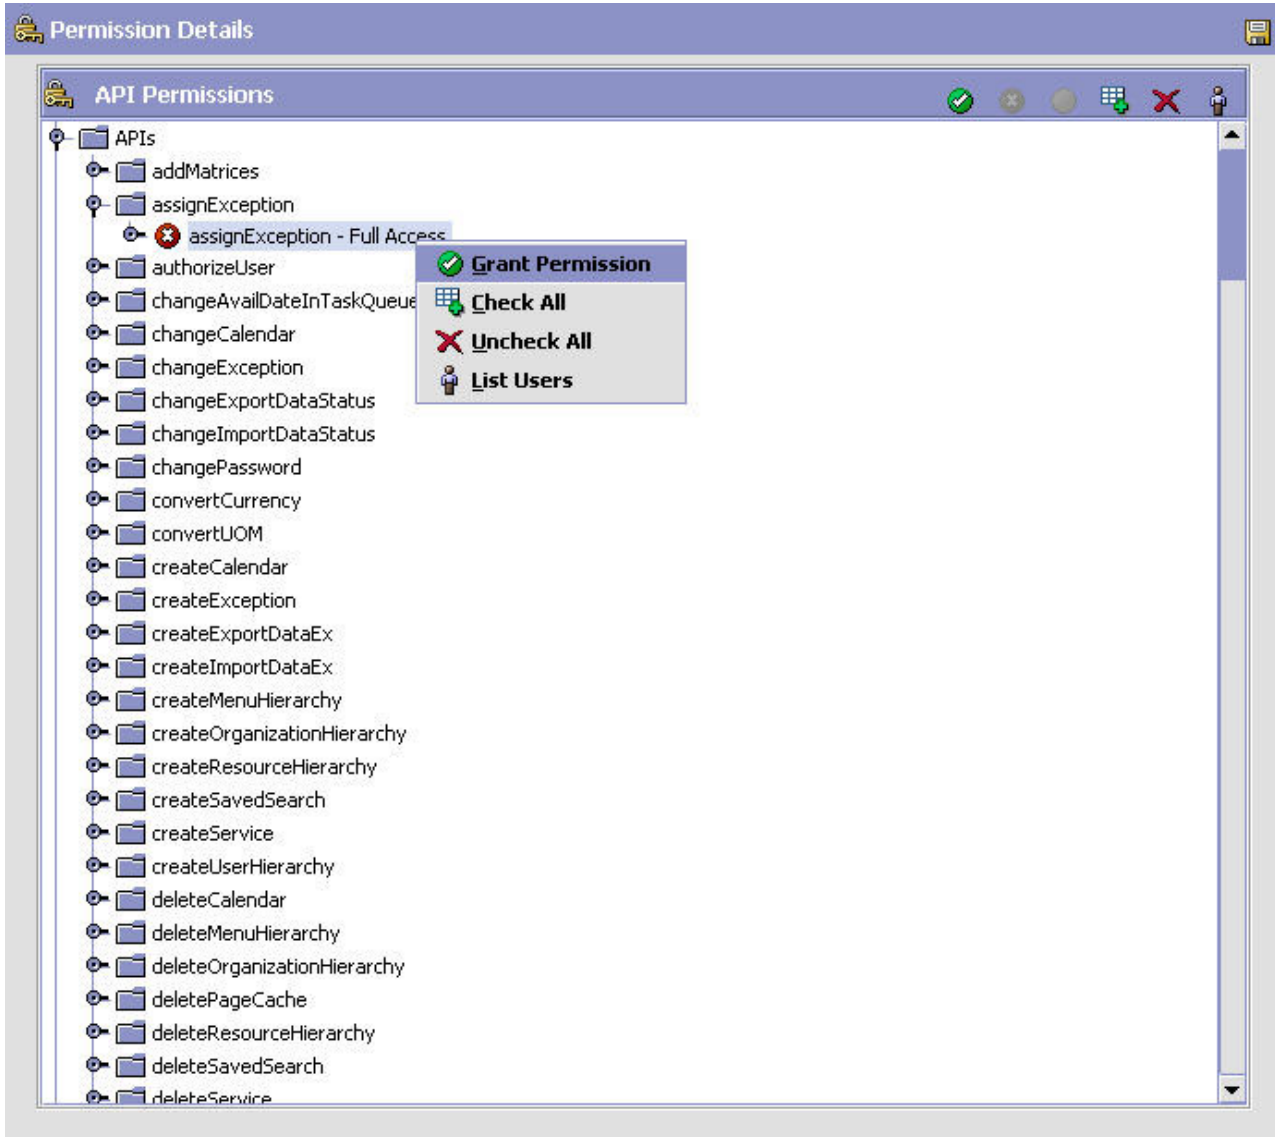 Permission Details
API Permissions
APIs
addMatrices
assignException
assignException - Full Access
Grant Permission
authorizeUser
changeAvailDateInTaskQueue
Check All
changeCalendar
Uncheck All
changeException
List Users
changeExportDataStatus
changeImportDataStatus
changePassword
convertCurrency
convertUOM
createCalendar
createException
createExportDataEx
createImportDataEx
createMenuHierarchy
createOrganizationHierarchy
createResourceHierarchy
createSavedSearch
createService
createUserHierarchy
deleteCalendar
deleteMenuHierarchy
deleteOrganizationHierarchy
deletePageCache
deleteResourceHierarchy
deleteSavedSearch
deleteService